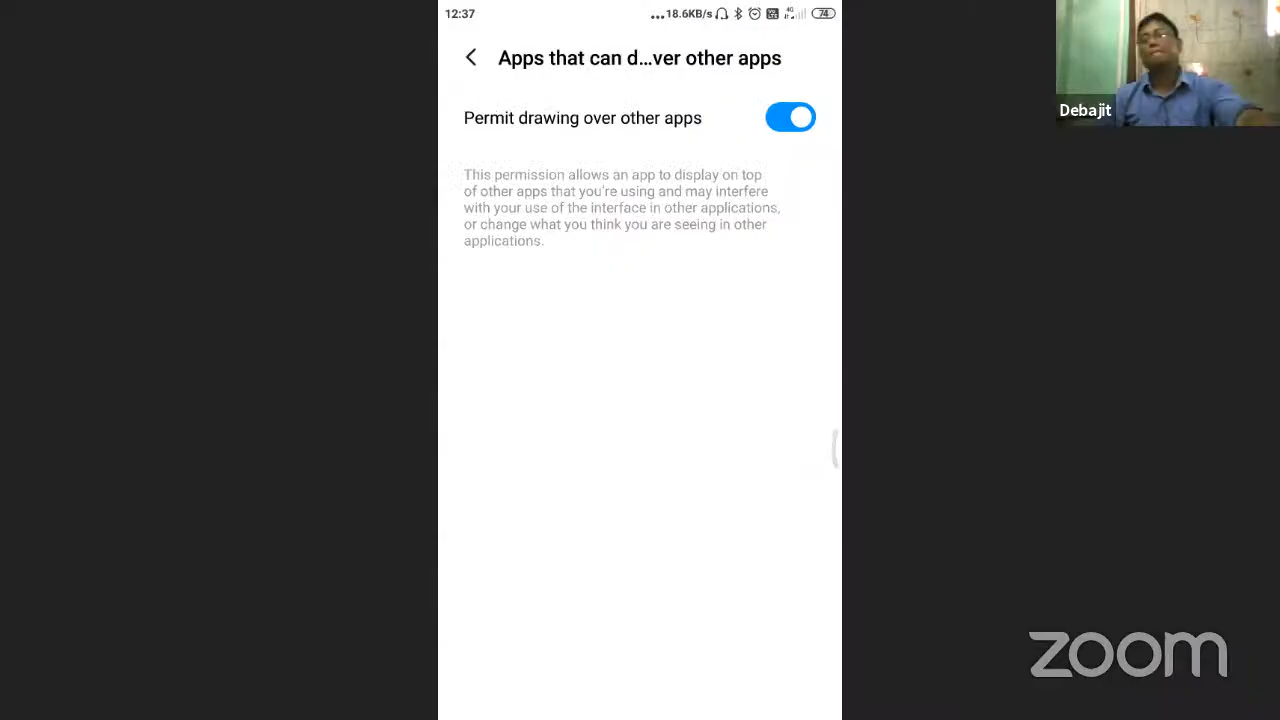 12:37
...18.6KB/s 4G 74
Apps that can d...ver other apps
Permit drawing over other apps
This permission allows an app to display on top
of other apps that you're using and may interfere
with your use of the interface in other applications,
or change what you think you are seeing in other
applications.
Debajit
zoom